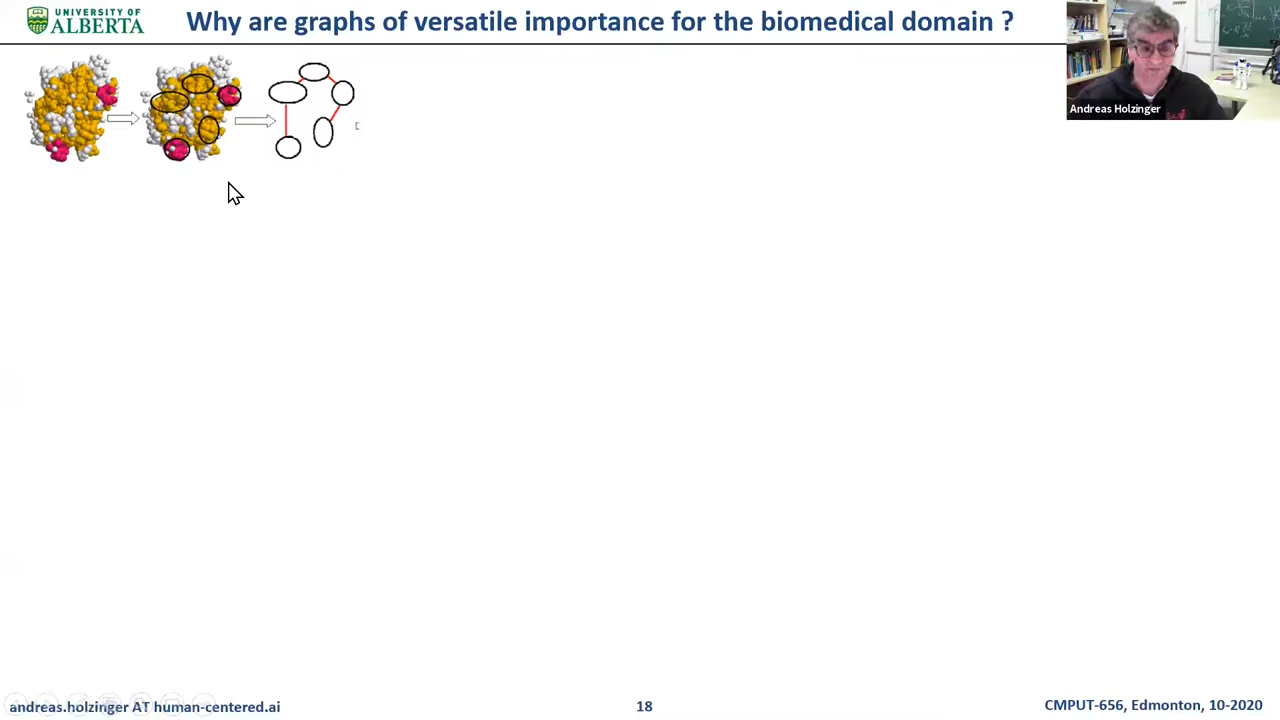 UNIVERSITY OF
ALBERTA
Why are graphs of versatile importance for the biomedical domain ?
Andreas Holzinger
andreas.holzinger AT human-centered.ai
18
CMPUT-656, Edmonton, 10-2020